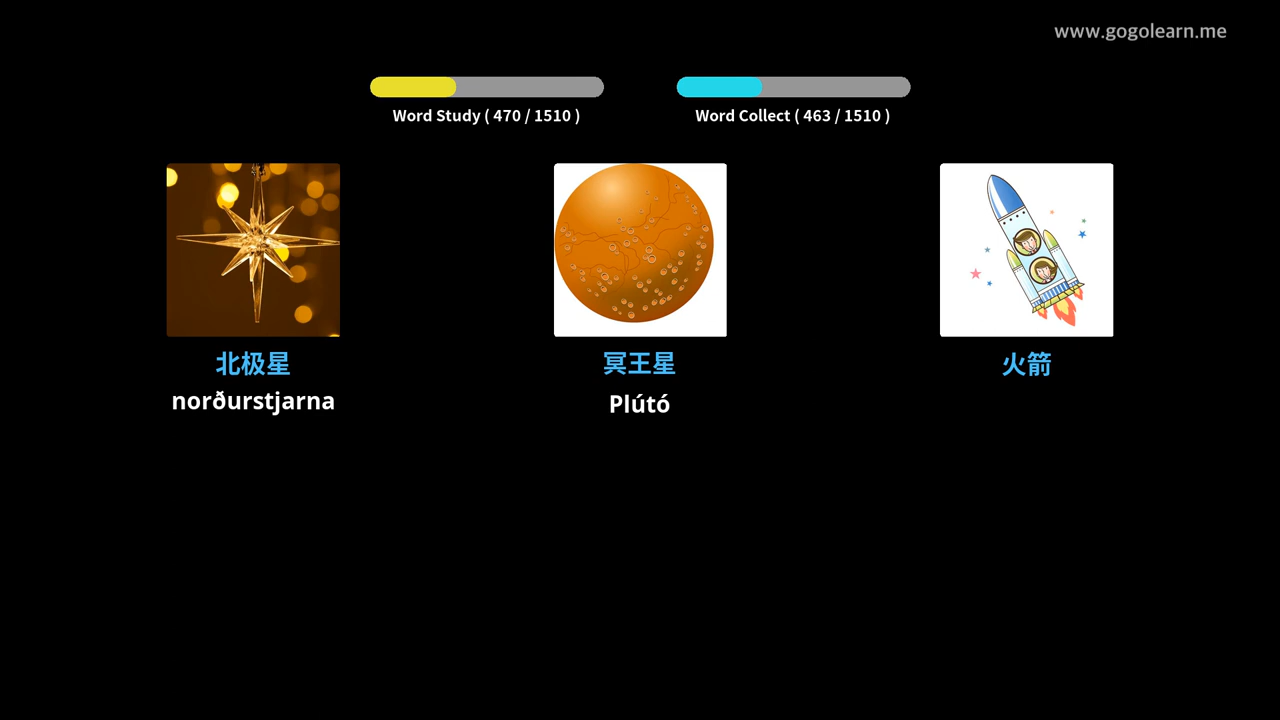 www.gogolearn.me
Word Study ( 470 / 1510 )
Word Collect ( 463 / 1510 )
北极星
冥王星
火箭
norðurstjarna
Plútó